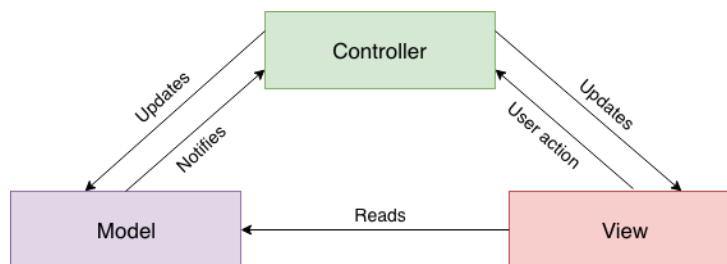 Controller
Updates
Notifies
User action
Updates
Model
Reads
View